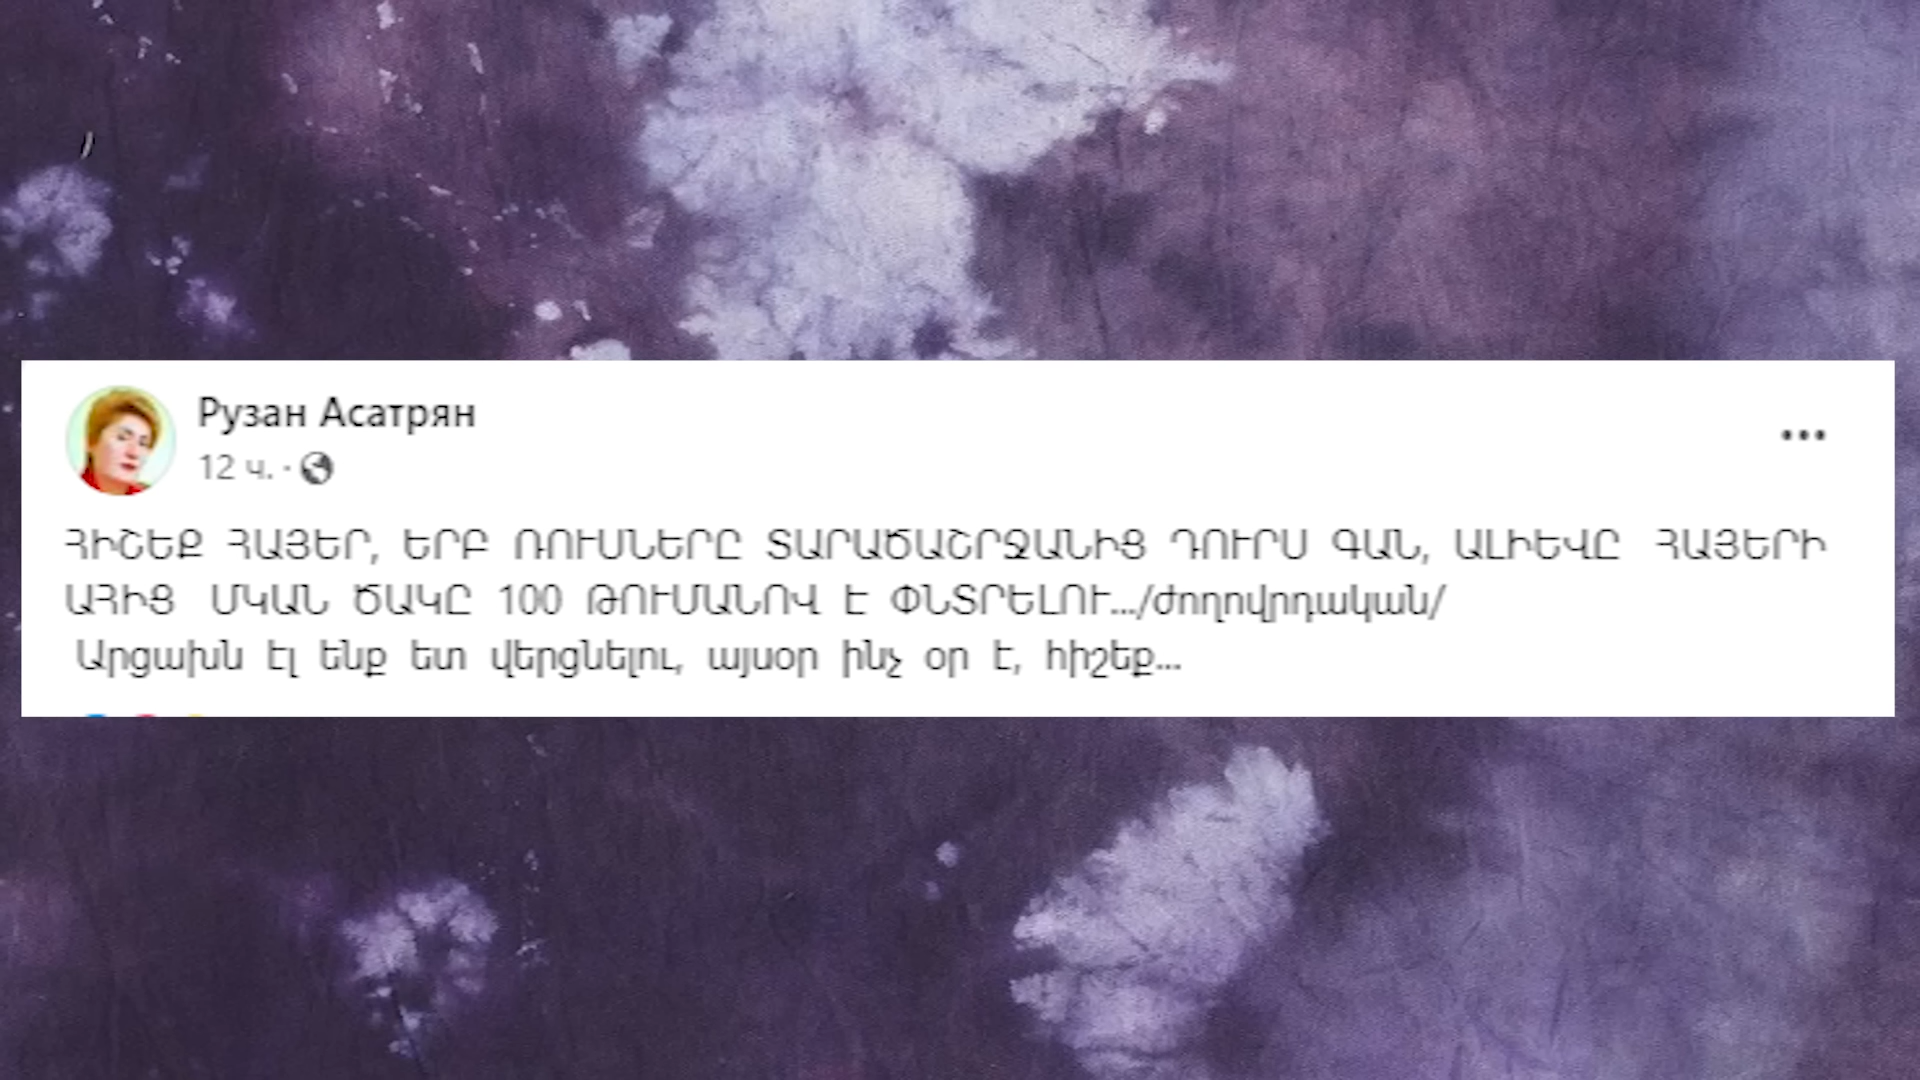 Рузан Асатрян
12 ч. ·
ՀԻՇԵՔ ՀԱՅԵՐ, ԵՐԲ ՌՈՒՍՆԵՐԸ ՏԱՐԱԾԱՇՐՋԱՆԻՑ ԴՈՒՐՍ ԳԱՆ, ԱԼԻԵՎԸ ՀԱՅԵՐԻ
ԱՀԻՑ ՄԿԱՆ ԾԱԿԸ 100 ԹՈՒՄԱՆՈՎ Է ՓՆՏՐԵԼՈՒ.../ժողովրդական/
Արցախն էլ ենք ետ վերցնելու, այսօր ինչ օր է, հիշեք...